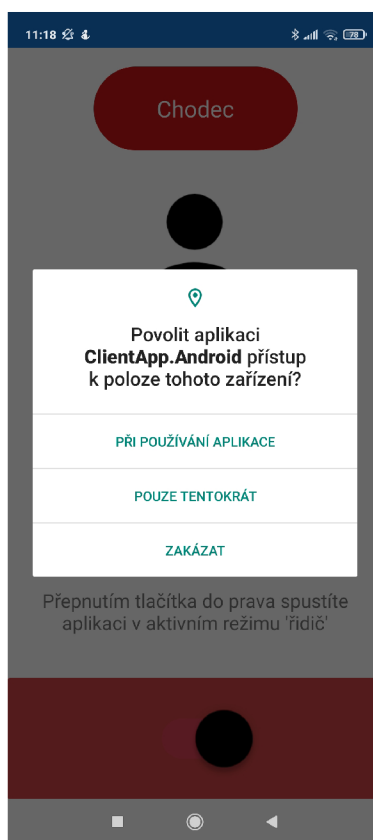 11:18
78
Chodec
Povolit aplikaci
ClientApp.Android přístup
k poloze tohoto zařízení?
PŘI POUŽÍVÁNÍ APLIKACE
POUZE TENTOKRÁT
ZAKÁZAT
Přepnutím tlačítka do prava spustíte
aplikaci v aktivním režimu 'řidič'